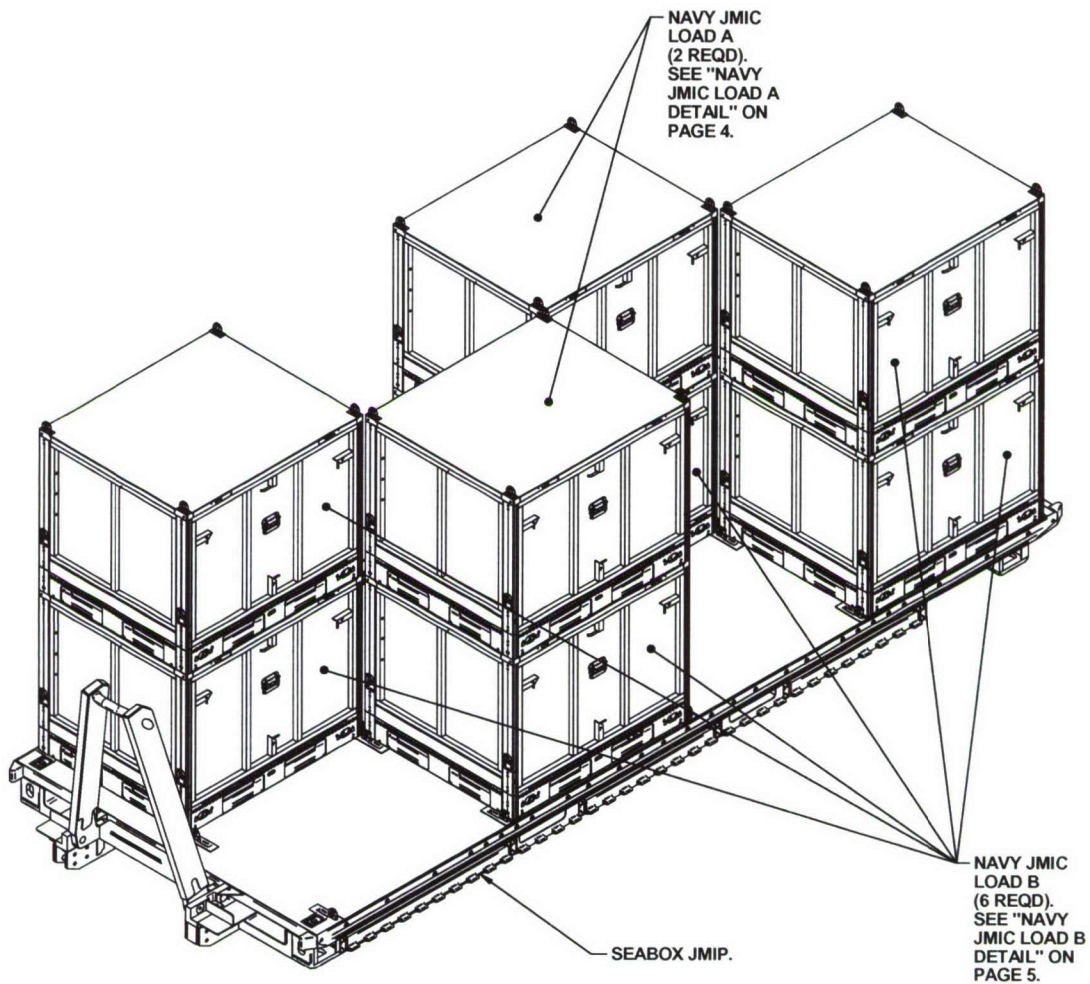 NAVY JMIC
LOAD A
(2 REQD).
SEE "NAVY
JMIC LOAD A
DETAIL" ON
PAGE 4.
NAVY JMIC
LOAD B
(6 REQD).
SEE "NAVY
JMIC LOAD B
DETAIL" ON
PAGE 5.
SEABOX JMIP.